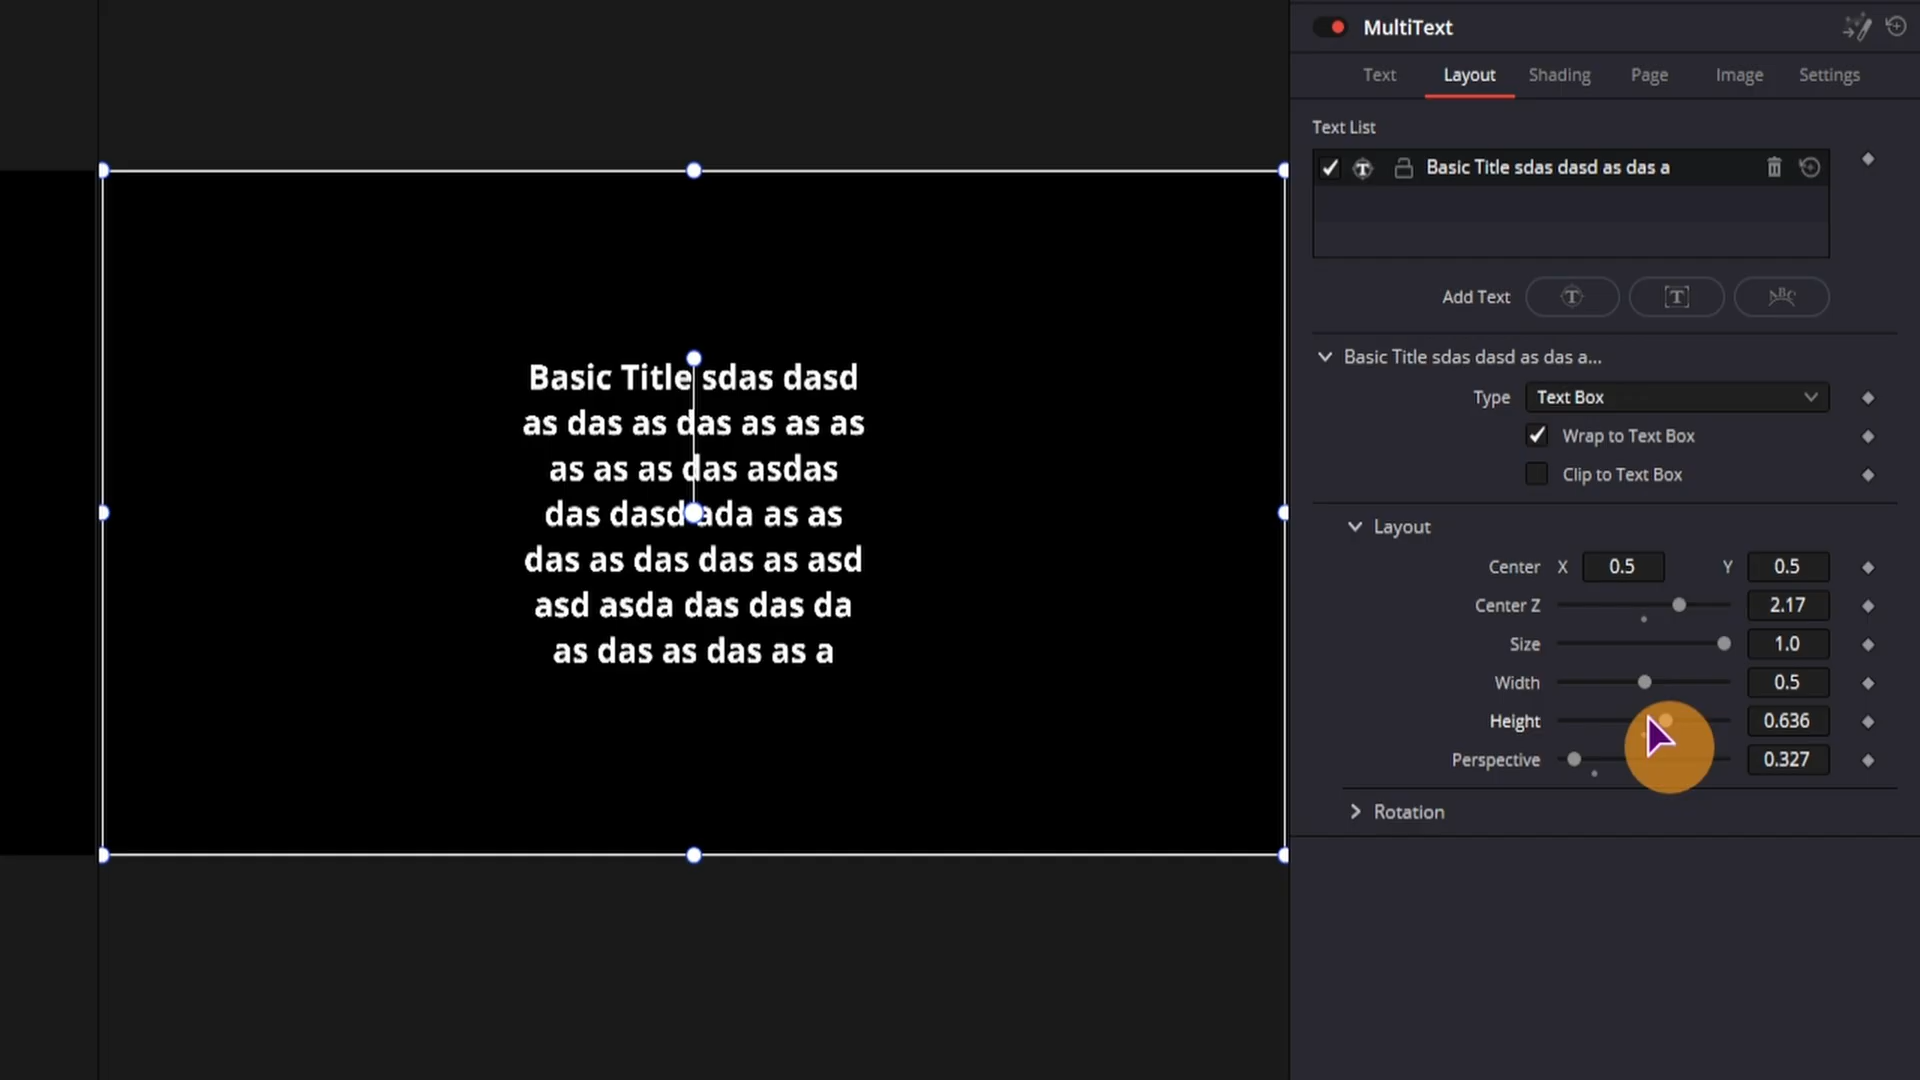 MultiText
Text Layout Shading Page Image Settings
Text List
Basic Title sdas dasd as das a
Add Text
Basic Title sdas dasd as das a...
Type Text Box
Wrap to Text Box
Clip to Text Box
Layout
Center X 0.5 Y 0.5
Center Z 2.17
Size 1.0
Width 0.5
Height 0.636
Perspective 0.327
Rotation
Basic Title sdas dasd
as das as das as as as
as as as das asdas
das dasd ada as as
das as das das as asd
asd asda das das da
as das as das as a